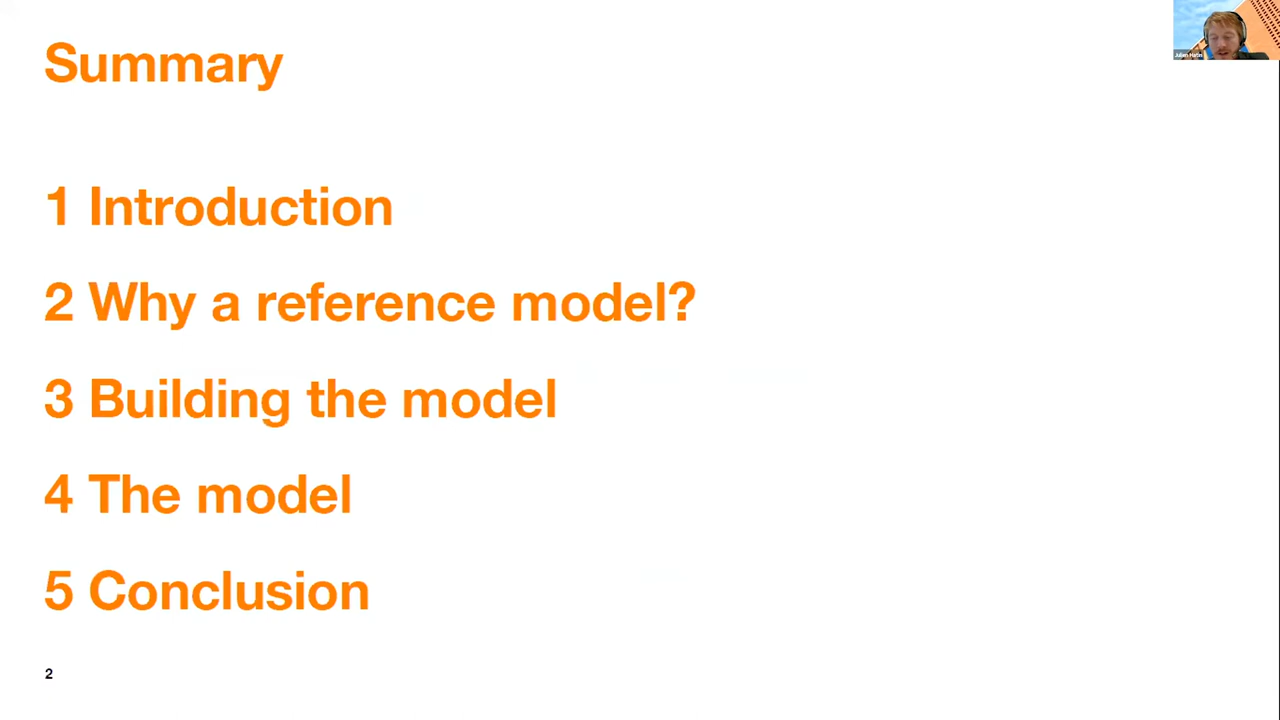 Summary
1 Introduction
2 Why a reference model?
3 Building the model
4 The model
5 Conclusion
2